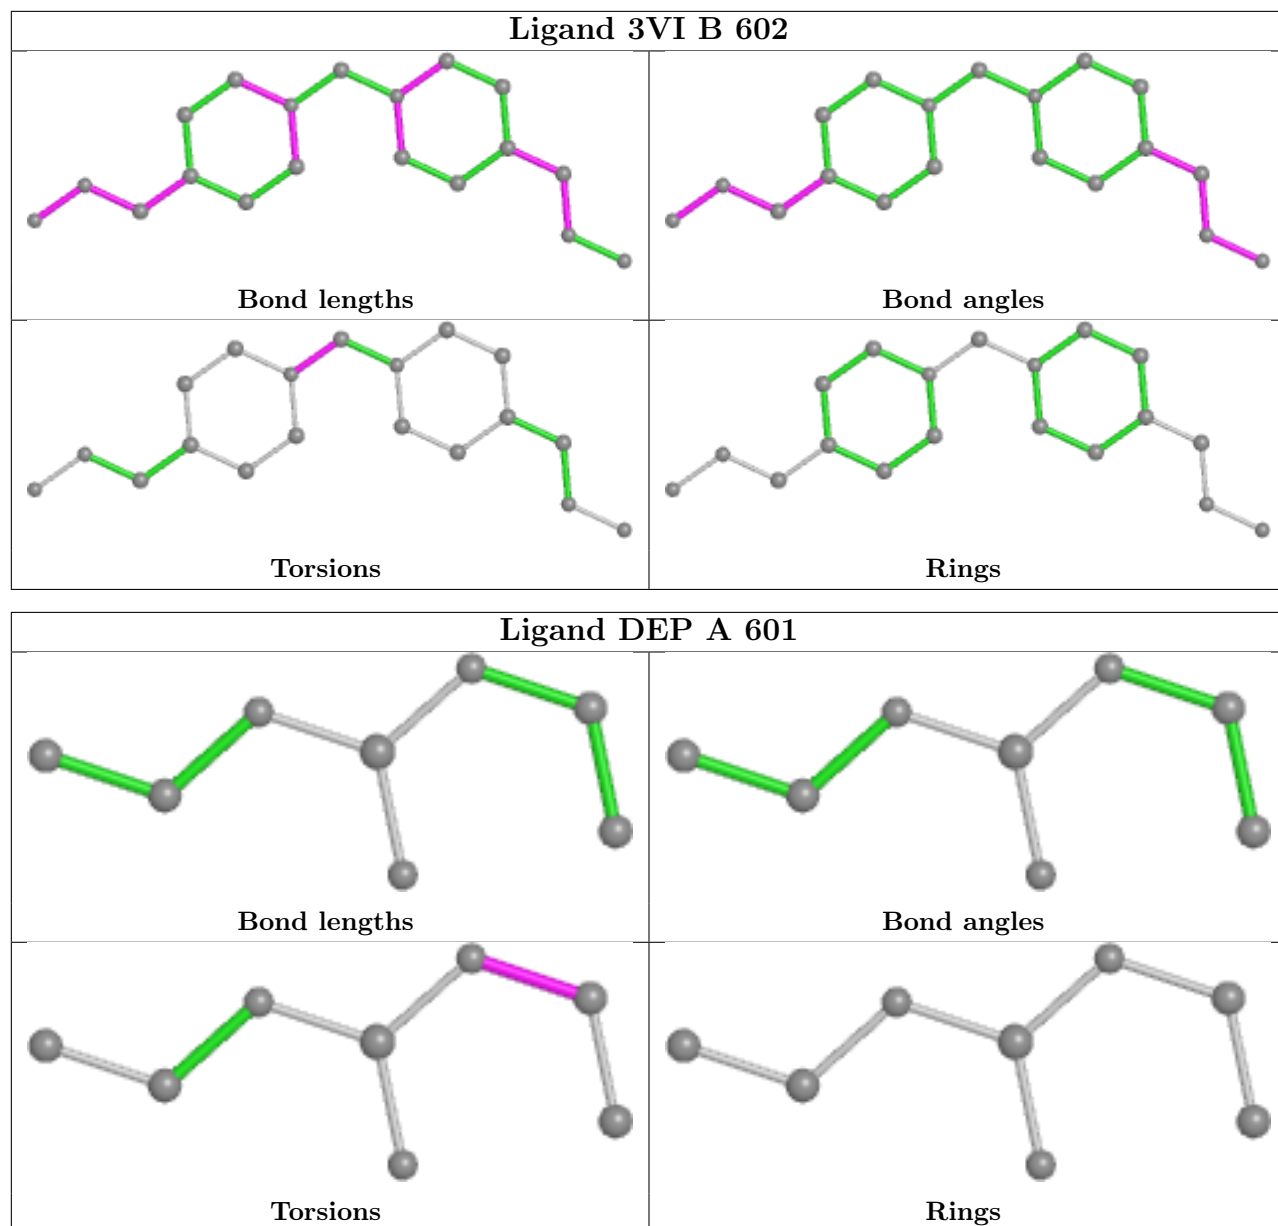 Ligand 3VI B 602
Bond lengths
Bond angles
Torsions
Rings
Ligand DEP A 601
Bond lengths
Bond angles
Torsions
Rings